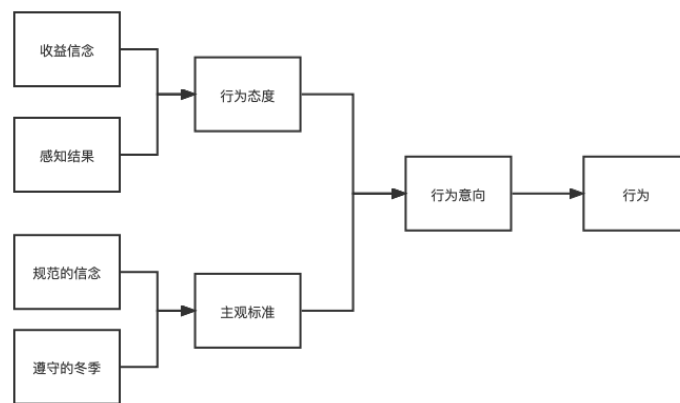 收益信念
感知结果
行为态度
规范的信念
遵守的冬季
主观标准
行为意向
行为